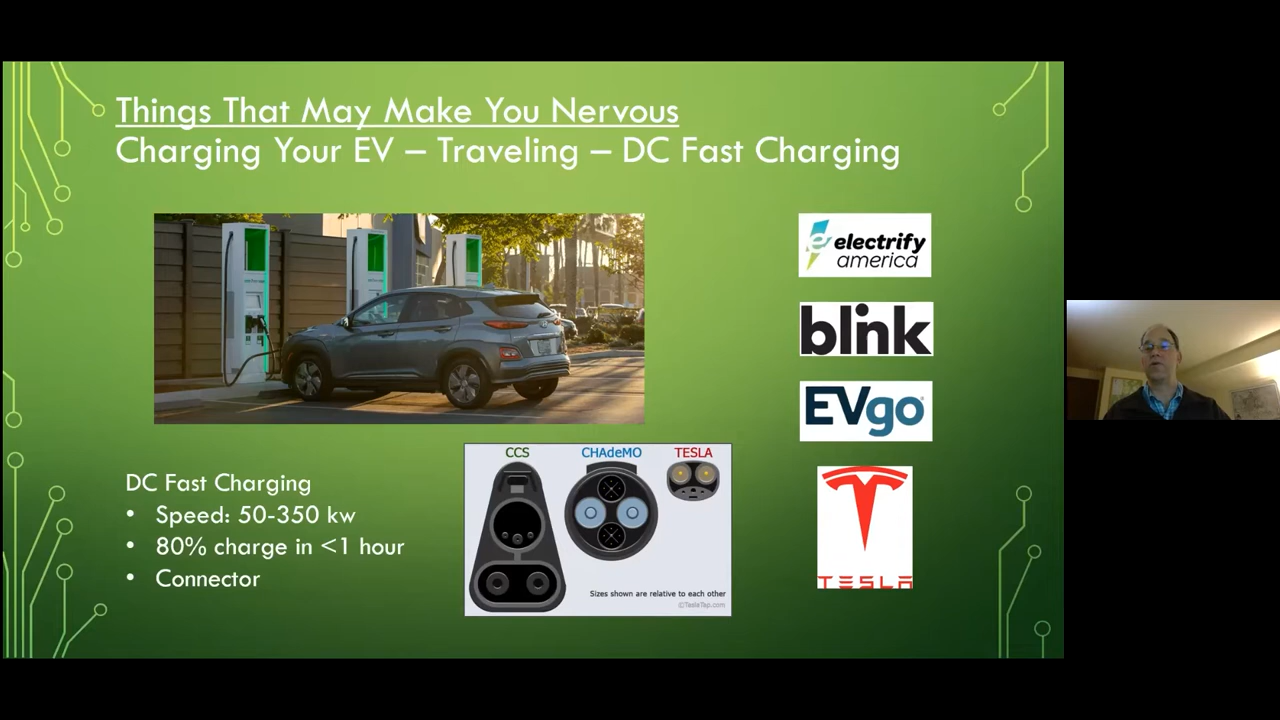 Things That May Make You Nervous
Charging Your EV – Traveling – DC Fast Charging
electrify
america
blink
EVgo
TESLA
DC Fast Charging
• Speed: 50-350 kw
• 80% charge in <1 hour
• Connector
CCS CHAdeMO TESLA
Sizes shown are relative to each other
©TeslaTap.com